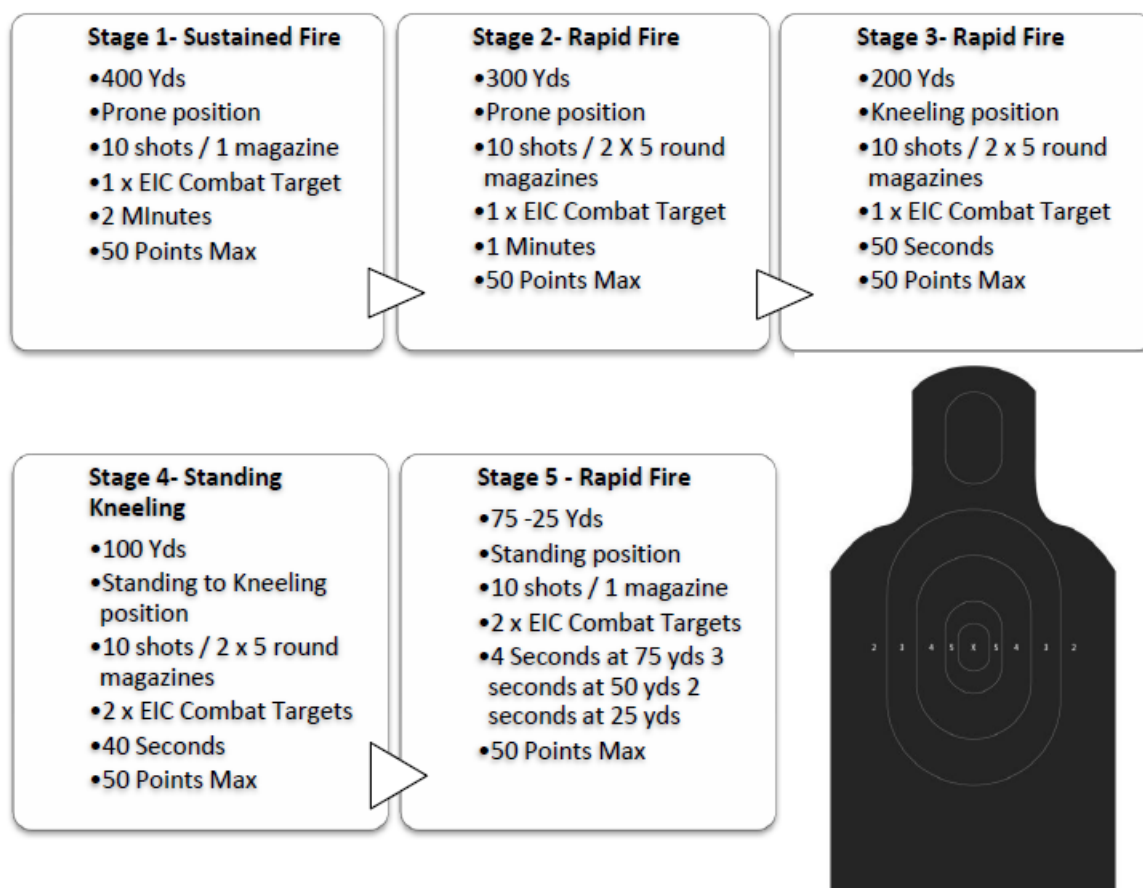 Stage 1- Sustained Fire
•400 Yds
•Prone position
•10 shots / 1 magazine
•1 x EIC Combat Target
•2 MInutes
•50 Points Max
Stage 2- Rapid Fire
•300 Yds
•Prone position
•10 shots / 2 X 5 round
magazines
•1 x EIC Combat Target
•1 Minutes
•50 Points Max
Stage 3- Rapid Fire
•200 Yds
•Kneeling position
•10 shots / 2 x 5 round
magazines
•1 x EIC Combat Target
•50 Seconds
•50 Points Max
Stage 4- Standing
Kneeling
•100 Yds
•Standing to Kneeling
position
•10 shots / 2 x 5 round
magazines
•2 x EIC Combat Targets
•40 Seconds
•50 Points Max
Stage 5 - Rapid Fire
•75 -25 Yds
•Standing position
•10 shots / 1 magazine
•2 x EIC Combat Targets
•4 Seconds at 75 yds 3
seconds at 50 yds 2
seconds at 25 yds
•50 Points Max
2 3 4 5 X 5 4 3 2